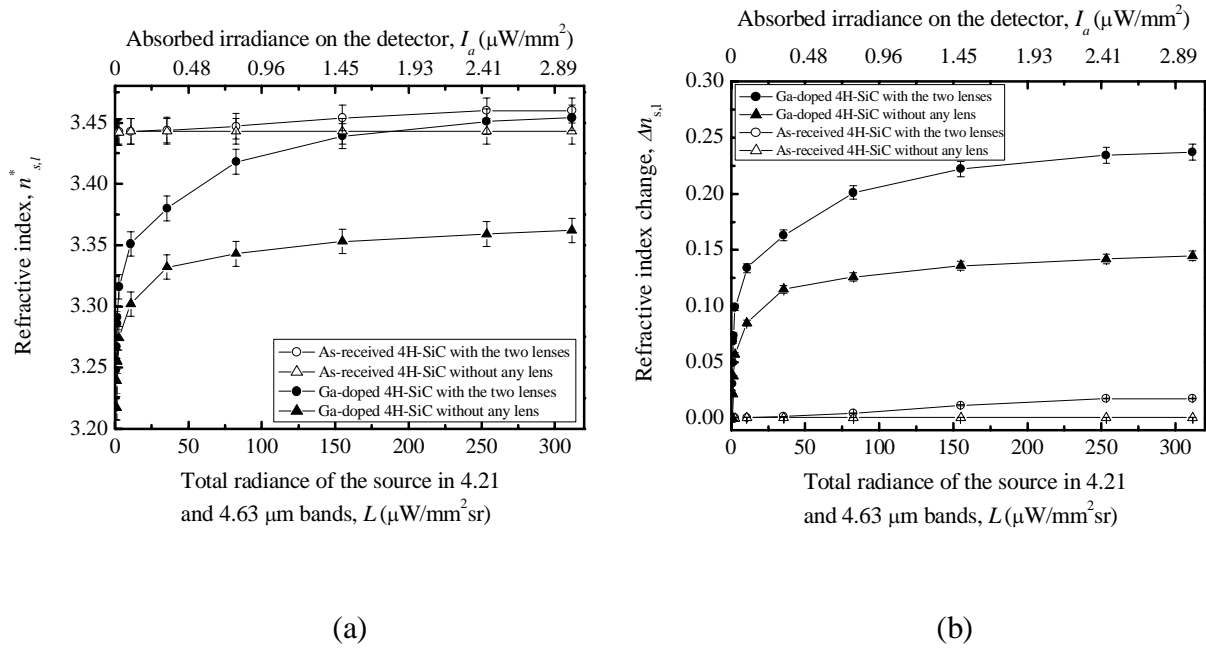 Absorbed irradiance on the detector, I_a (μW/mm²)
0 0.48 0.96 1.45 1.93 2.41 2.89
3.45
3.40
3.35
3.30
3.25
3.20
Refractive index, n*_s,l
As-received 4H-SiC with the two lenses
As-received 4H-SiC without any lens
Ga-doped 4H-SiC with the two lenses
Ga-doped 4H-SiC without any lens
0 50 100 150 200 250 300
Total radiance of the source in 4.21
and 4.63 μm bands, L (μW/mm²sr)
(a)
Absorbed irradiance on the detector, I_a (μW/mm²)
0 0.48 0.96 1.45 1.93 2.41 2.89
0.30
0.25
0.20
0.15
0.10
0.05
0.00
Refractive index change, Δn_s,l
Ga-doped 4H-SiC with the two lenses
Ga-doped 4H-SiC without any lens
As-received 4H-SiC with the two lenses
As-received 4H-SiC without any lens
0 50 100 150 200 250 300
Total radiance of the source in 4.21
and 4.63 μm bands, L (μW/mm²sr)
(b)